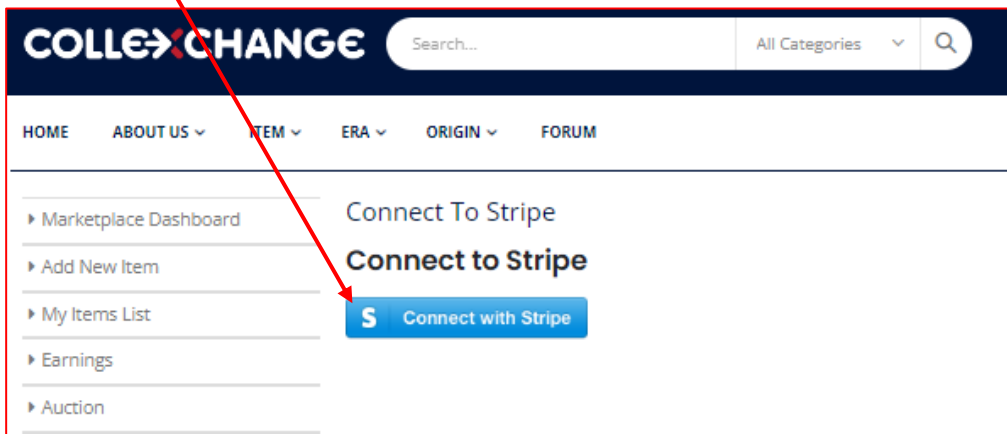 COLLEXCHANGE Search... All Categories
HOME ABOUT US ITEM ERA ORIGIN FORUM
Marketplace Dashboard
Add New Item
My Items List
Earnings
Auction
Connect To Stripe
Connect to Stripe
S Connect with Stripe